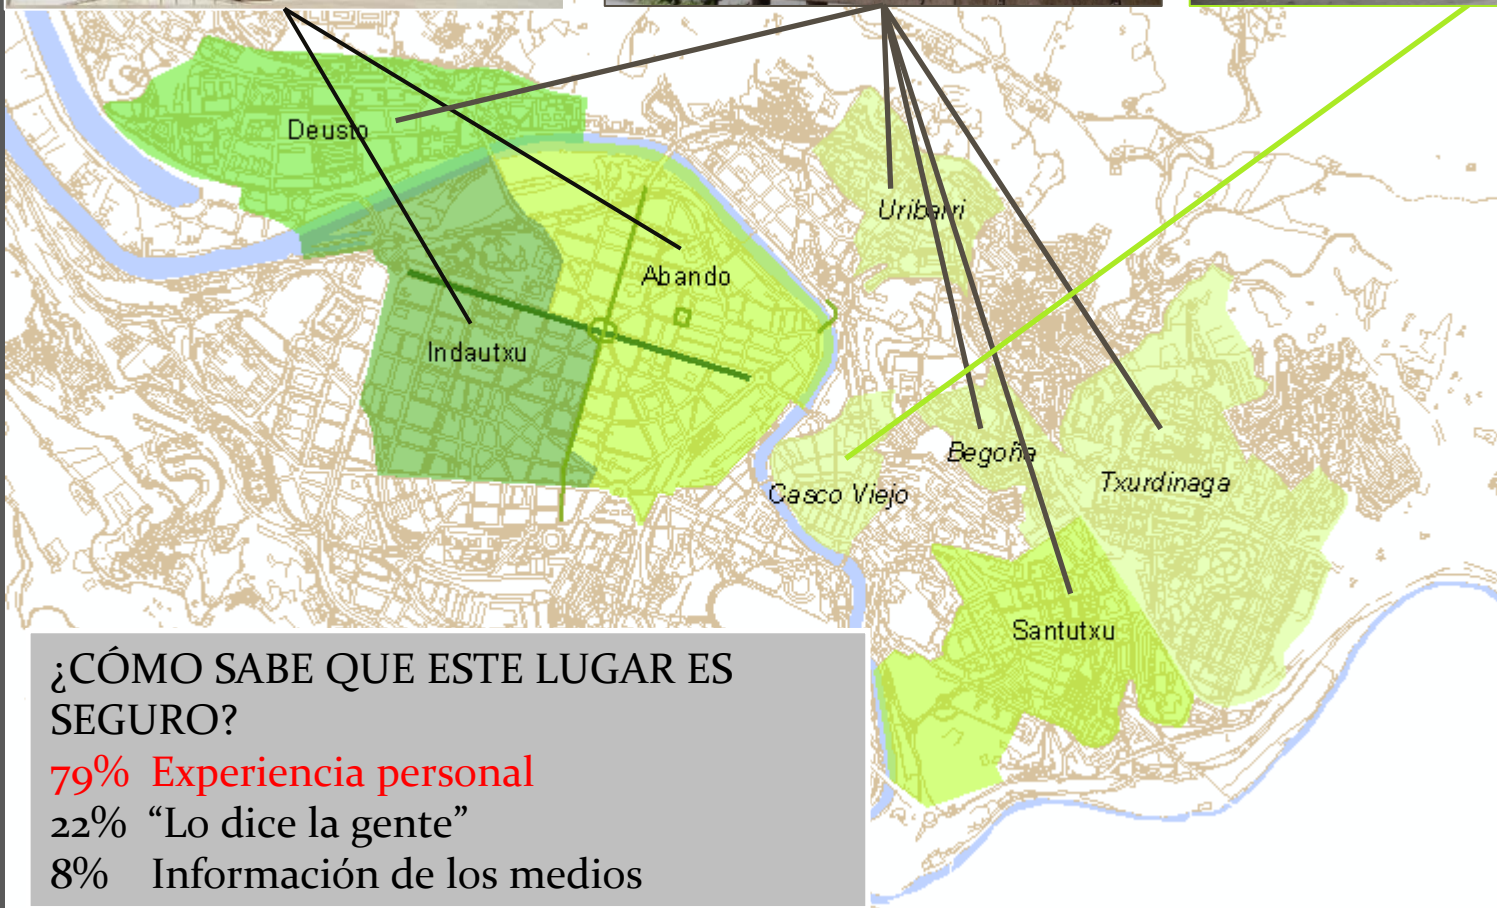 Deusto
Uribarri
Abando
Indautxu
Begoña
Txurdinaga
Casco Viejo
Santutxu
¿CÓMO SABE QUE ESTE LUGAR ES
SEGURO?
79% Experiencia personal
22% “Lo dice la gente”
8% Información de los medios